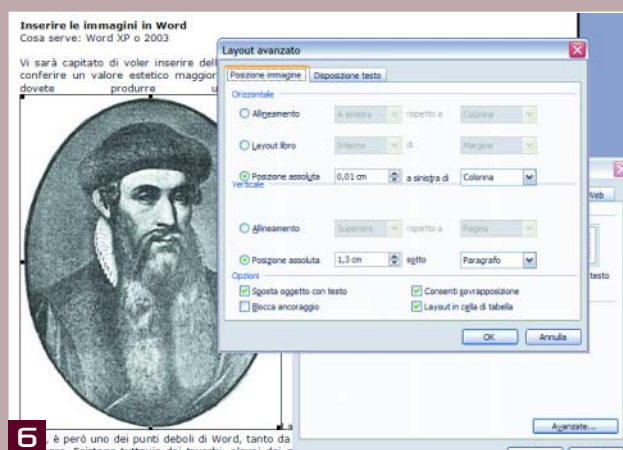 Inserire le immagini in Word
Cosa serve: Word XP o 2003
Vi sarà capitato di voler inserire dell
conferire un valore estetico maggior
dovete produrre u
Layout avanzato
Posizione immagine Disposizione testo
Orizzontale
Allineamento A sinistra rispetto a Colonna
Layout libro Interno di Margine
Posizione assoluta 0,01 cm a sinistra di Colonna
Verticale
Allineamento Superiore rispetto a Pagina
Posizione assoluta 1,3 cm sotto Paragrafo
Opzioni
Sposta oggetto con testo Consenti sovrapposizione
Blocca ancoraggio Layout in cella di tabella
OK Annulla
Web
testo
Avanzate...
La
6 , è però uno dei punti deboli di Word, tanto da